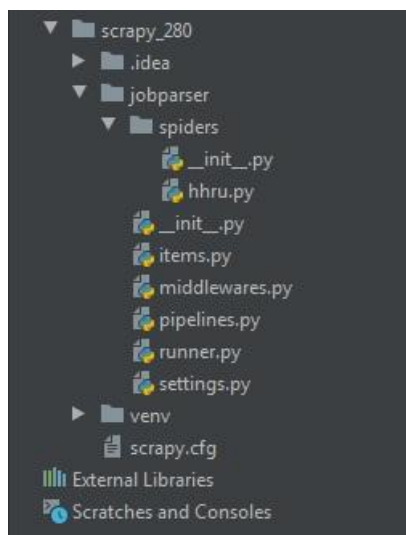 scrapy_280
.idea
jobparser
spiders
__init__.py
hhru.py
__init__.py
items.py
middlewares.py
pipelines.py
runner.py
settings.py
venv
scrapy.cfg
External Libraries
Scratches and Consoles